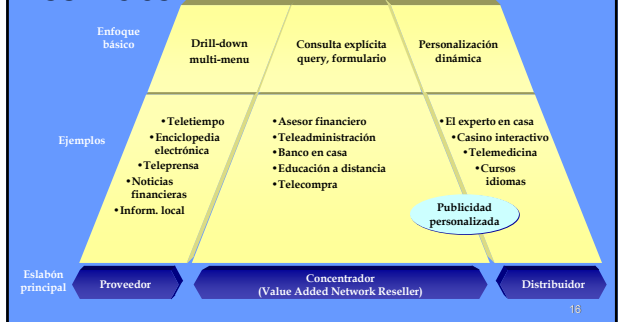 Enfoque
básico
Drill-down
multi-menu
Consulta explícita
query, formulario
Personalización
dinámica
Ejemplos
•Teletiempo
•Enciclopedia
electrónica
•Teleprensa
•Noticias
financieras
•Inform. local
•Asesor financiero
•Teleadministración
•Banco en casa
•Educación a distancia
•Telecompra
•El experto en casa
•Casino interactivo
•Telemedicina
•Cursos
idiomas
Publicidad
personalizada
Eslabón
principal
Proveedor
Concentrador
(Value Added Network Reseller)
Distribuidor
16